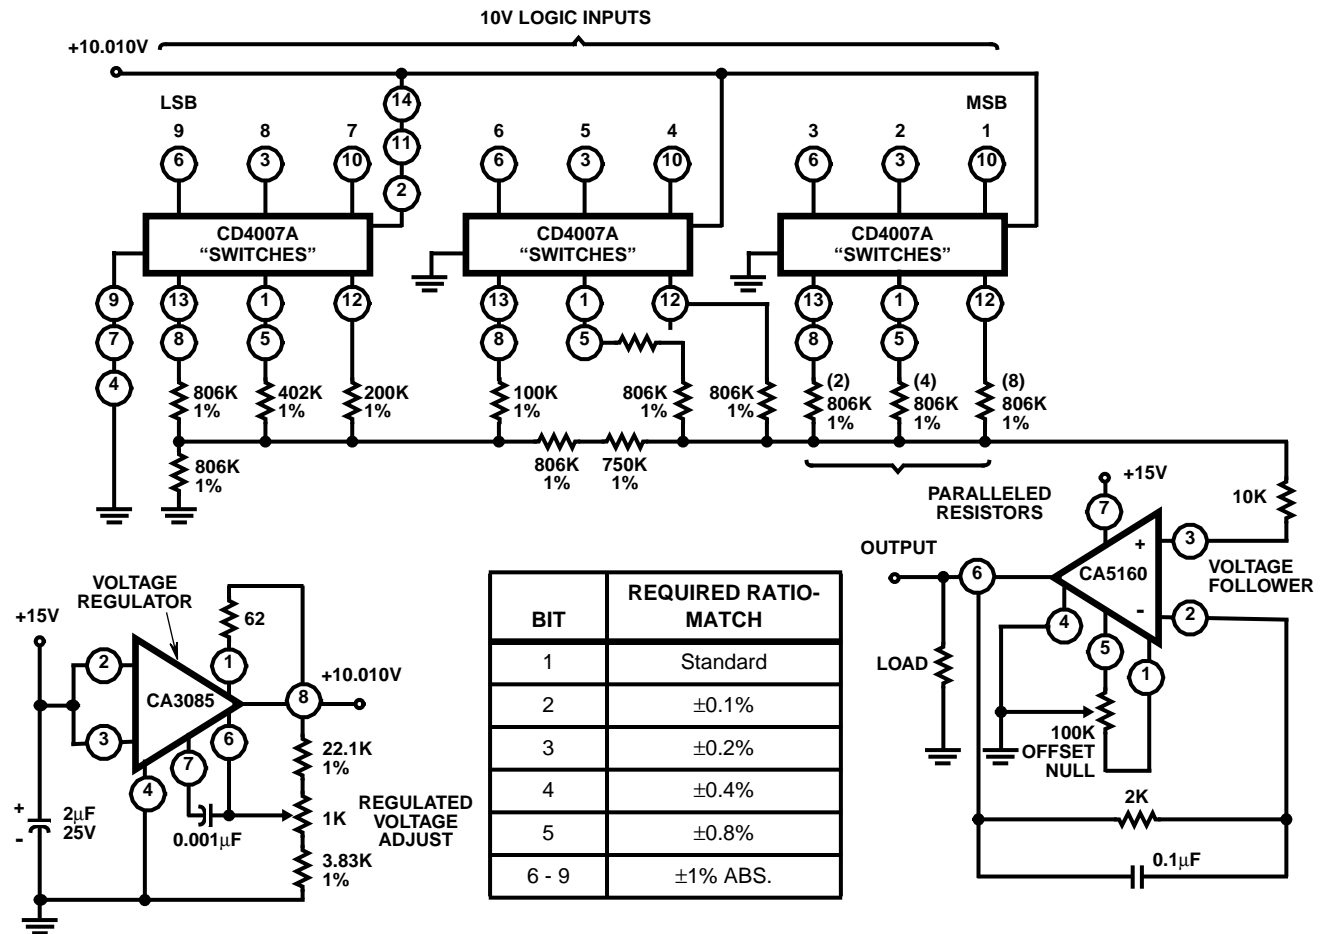 10V LOGIC INPUTS
+10.010V
LSB
MSB
9 8 7 6 5 4 3 2 1
6 3 10 14 11 2 6 3 10 6 3 10
CD4007A
“SWITCHES”
CD4007A
“SWITCHES”
CD4007A
“SWITCHES”
9
7
4
13 1 12 13 1 12 13 1 12
8 5 8 5 8 5
806K
1%
402K
1%
200K
1%
100K
1%
806K
1%
806K
1%
(2)
806K
1%
(4)
806K
1%
(8)
806K
1%
806K
1%
806K
1%
750K
1%
PARALLELED
RESISTORS
+15V
7
10K
OUTPUT
6
CA5160
+
-
3
2
VOLTAGE
FOLLOWER
4
5
1
LOAD
100K
OFFSET
NULL
2K
0.1μF
VOLTAGE
REGULATOR
+15V
62
2
3
CA3085
1
8
+10.010V
6
7
4
22.1K
1%
1K
REGULATED
VOLTAGE
ADJUST
3.83K
1%
0.001μF
+
-
2μF
25V
BIT REQUIRED RATIO-
MATCH
1 Standard
2 ±0.1%
3 ±0.2%
4 ±0.4%
5 ±0.8%
6 - 9 ±1% ABS.